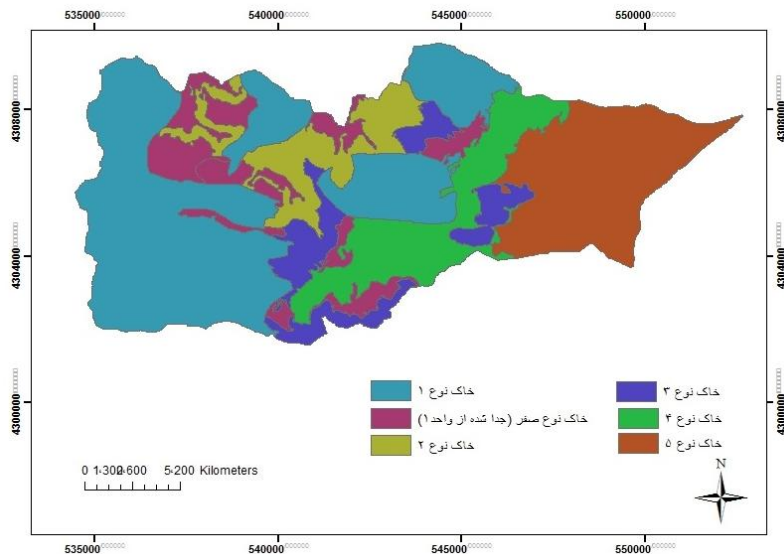 535000 540000 545000 550000
4308000 4308000
4304000 4304000
4300000 4300000
خاک نوع ۱
خاک نوع صفر (جدا شده از واحد۱)
خاک نوع ۲
خاک نوع ۳
خاک نوع ۴
خاک نوع ۵
Kilometers
N
535000 540000 545000 550000